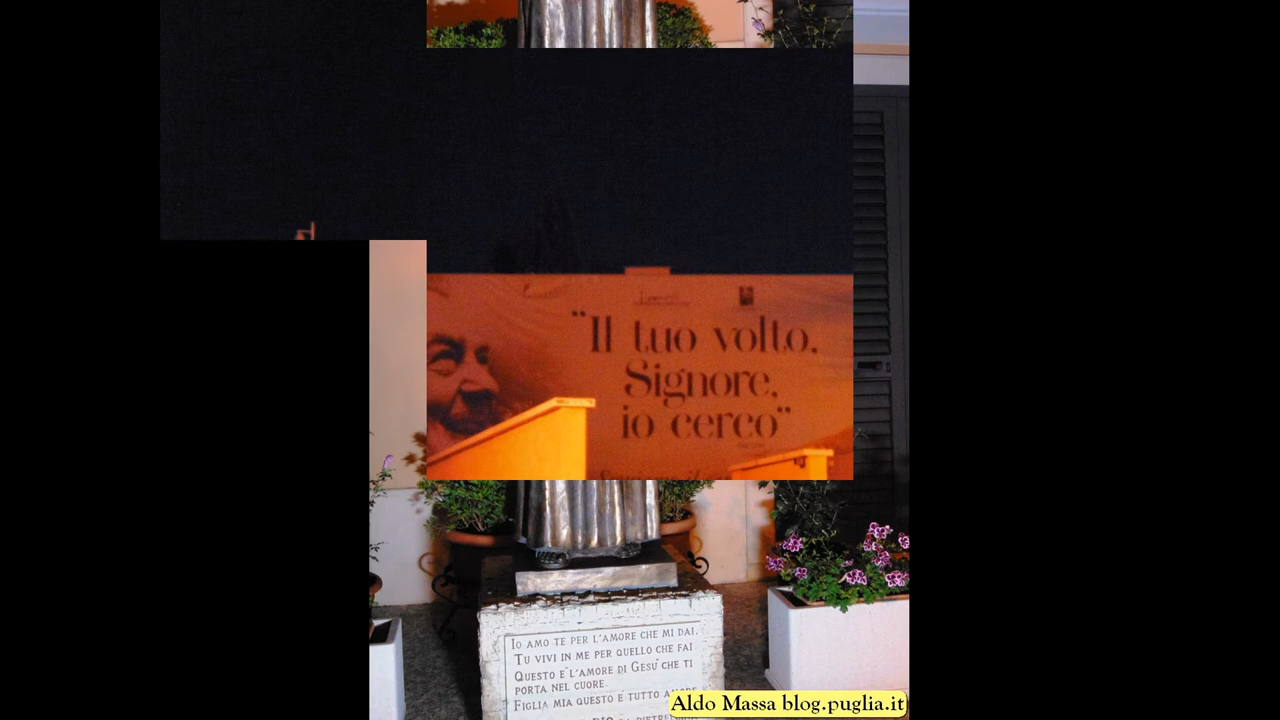 “Il tuo volto,
Signore,
io cerco”
Io amo te per l'amore che mi dai.
Tu vivi in me per quello che fai
Questo è l'amore di Gesù che ti
porta nel cuore.
Figlia mia questo è tutto
Aldo Massa blog.puglia.it